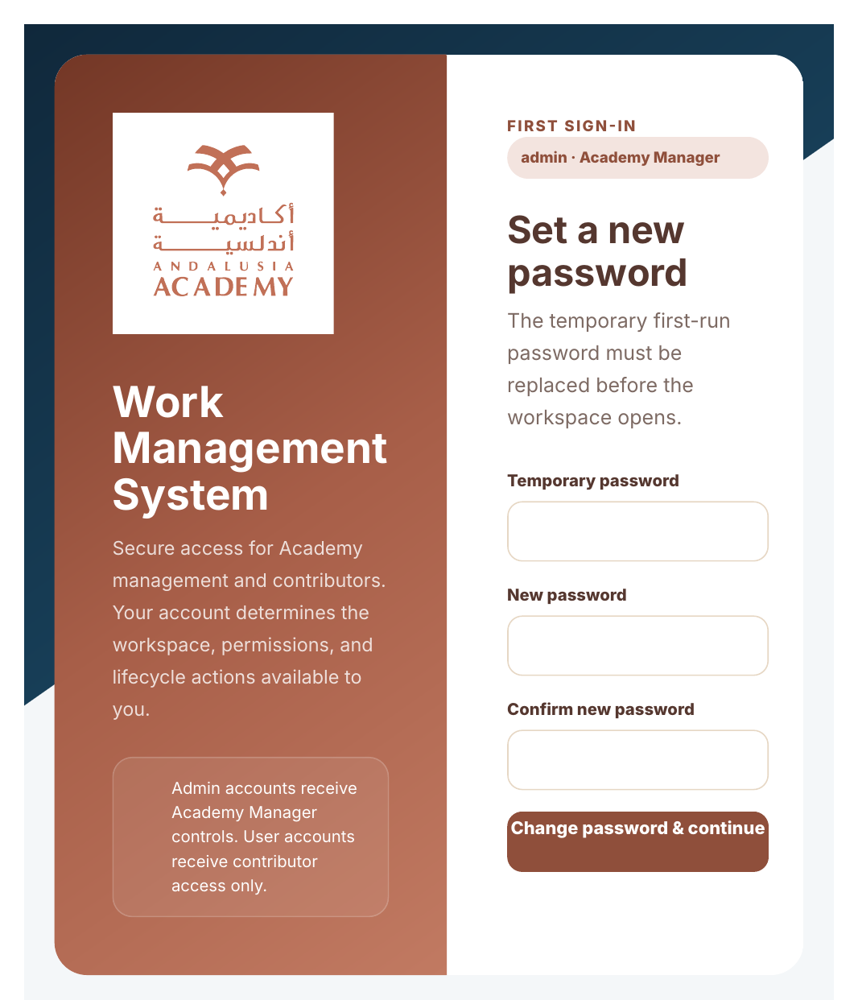 أكاديمية
أندلسية
ANDALUSIA
ACADEMY
Work
Management
System
Secure access for Academy
management and contributors.
Your account determines the
workspace, permissions, and
lifecycle actions available to
you.
Admin accounts receive
Academy Manager
controls. User accounts
receive contributor
access only.
FIRST SIGN-IN
admin · Academy Manager
Set a new
password
The temporary first-run
password must be
replaced before the
workspace opens.
Temporary password
New password
Confirm new password
Change password & continue